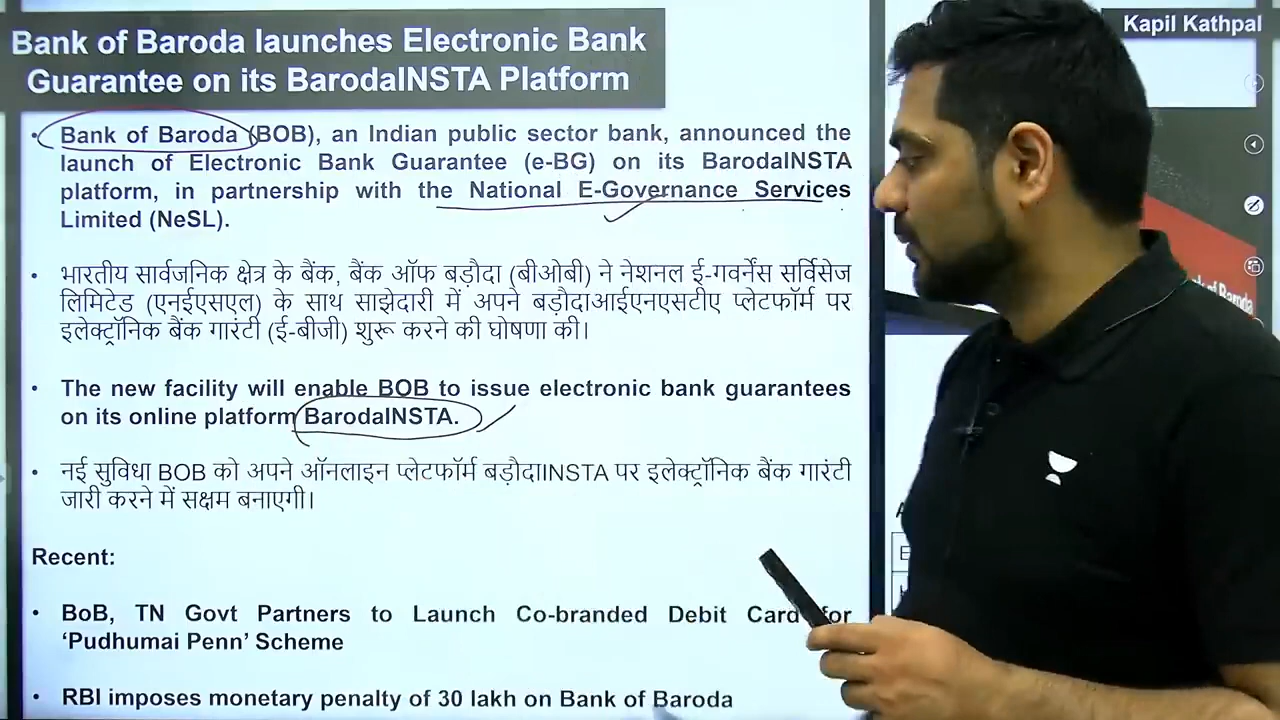 Bank of Baroda launches Electronic Bank
Guarantee on its BarodaINSTA Platform
Kapil Kathpal
• Bank of Baroda (BOB), an Indian public sector bank, announced the
launch of Electronic Bank Guarantee (e-BG) on its BarodaINSTA
platform, in partnership with the National E-Governance Services
Limited (NeSL).
• भारतीय सार्वजनिक क्षेत्र के बैंक, बैंक ऑफ बड़ौदा (बीओबी) ने नेशनल ई-गवर्नेंस सर्विसेज
लिमिटेड (एनईएसएल) के साथ साझेदारी में अपने बड़ौदाआईएनएसटीए प्लेटफॉर्म पर
इलेक्ट्रॉनिक बैंक गारंटी (ई-बीजी) शुरू करने की घोषणा की।
• The new facility will enable BOB to issue electronic bank guarantees
on its online platform BarodaINSTA.
• नई सुविधा BOB को अपने ऑनलाइन प्लेटफॉर्म बड़ौदाINSTA पर इलेक्ट्रॉनिक बैंक गारंटी
जारी करने में सक्षम बनाएगी।
Recent:
• BoB, TN Govt Partners to Launch Co-branded Debit Card for
‘Pudhumai Penn’ Scheme
• RBI imposes monetary penalty of 30 lakh on Bank of Baroda
of Baroda